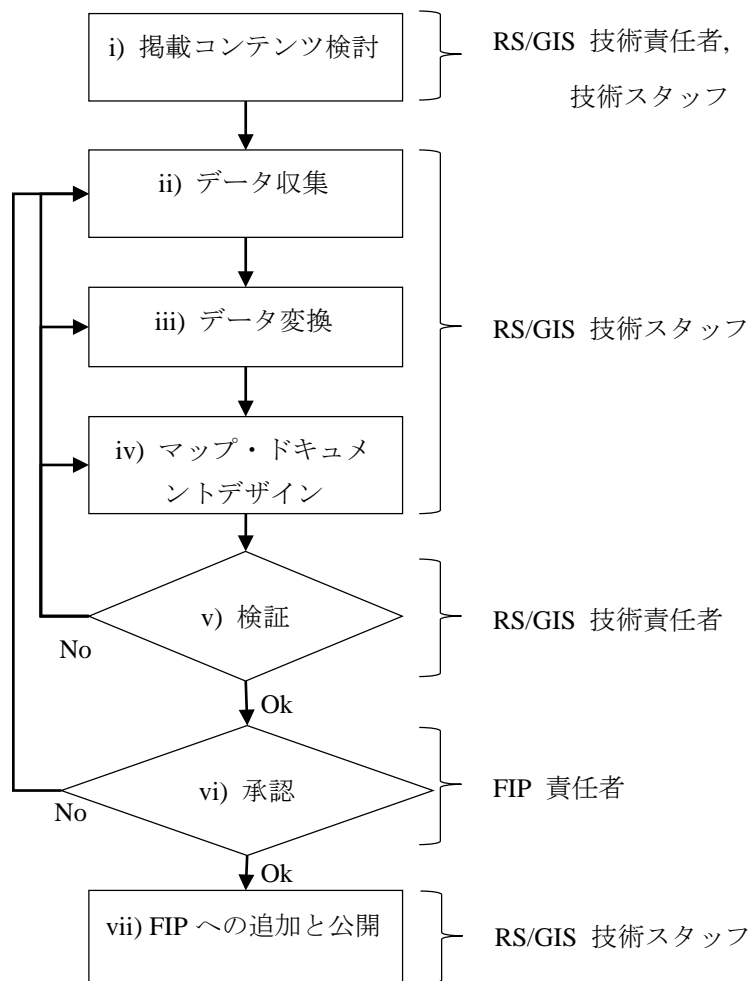 i) 掲載コンテンツ検討
RS/GIS 技術責任者,
技術スタッフ
ii) データ収集
iii) データ変換
RS/GIS 技術スタッフ
iv) マップ・ドキュメ
ントデザイン
v) 検証
RS/GIS 技術責任者
No
Ok
vi) 承認
FIP 責任者
No
Ok
vii) FIP への追加と公開
RS/GIS 技術スタッフ